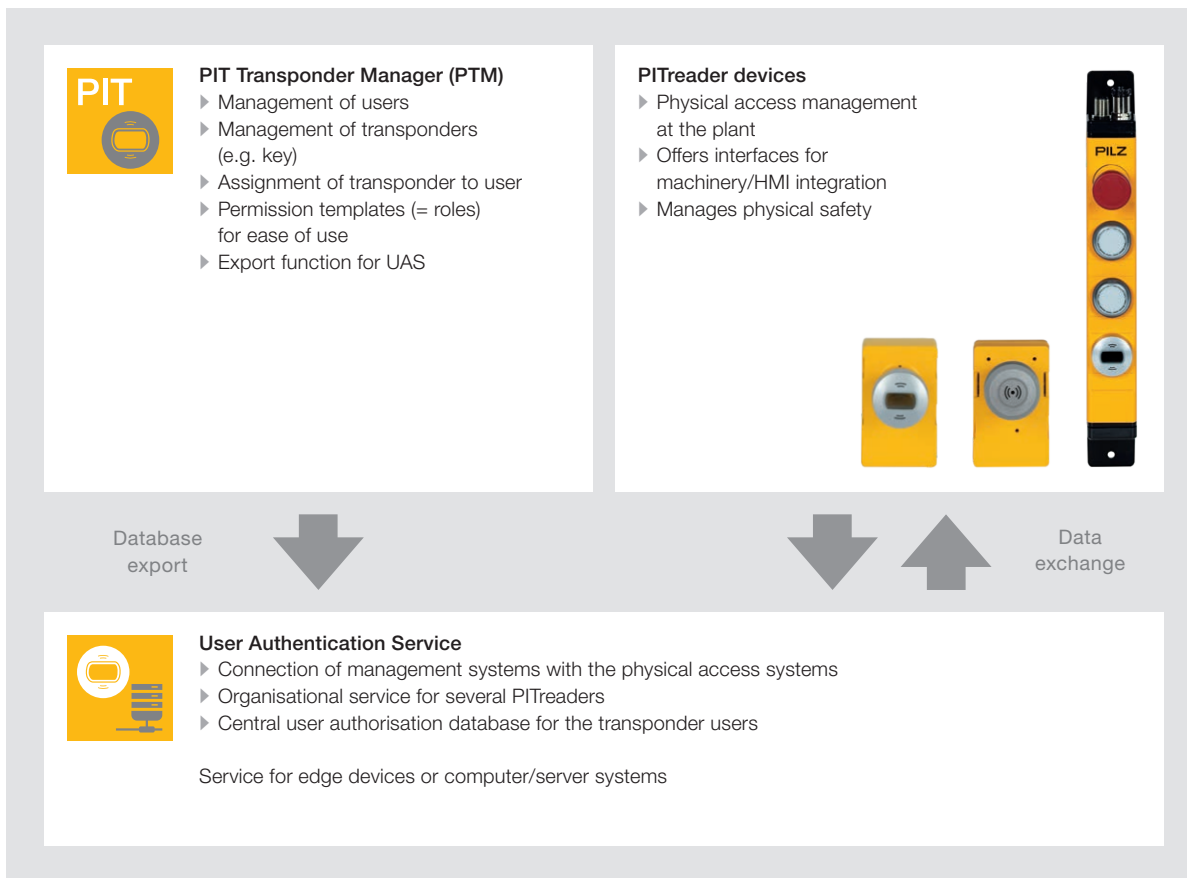 PIT
PIT Transponder Manager (PTM)
Management of users
Management of transponders
(e.g. key)
Assignment of transponder to user
Permission templates (= roles)
for ease of use
Export function for UAS
PITreader devices
Physical access management
at the plant
Offers interfaces for
machinery/HMI integration
Manages physical safety
PILZ
Database
export
Data
exchange
User Authentication Service
Connection of management systems with the physical access systems
Organisational service for several PITreaders
Central user authorisation database for the transponder users
Service for edge devices or computer/server systems